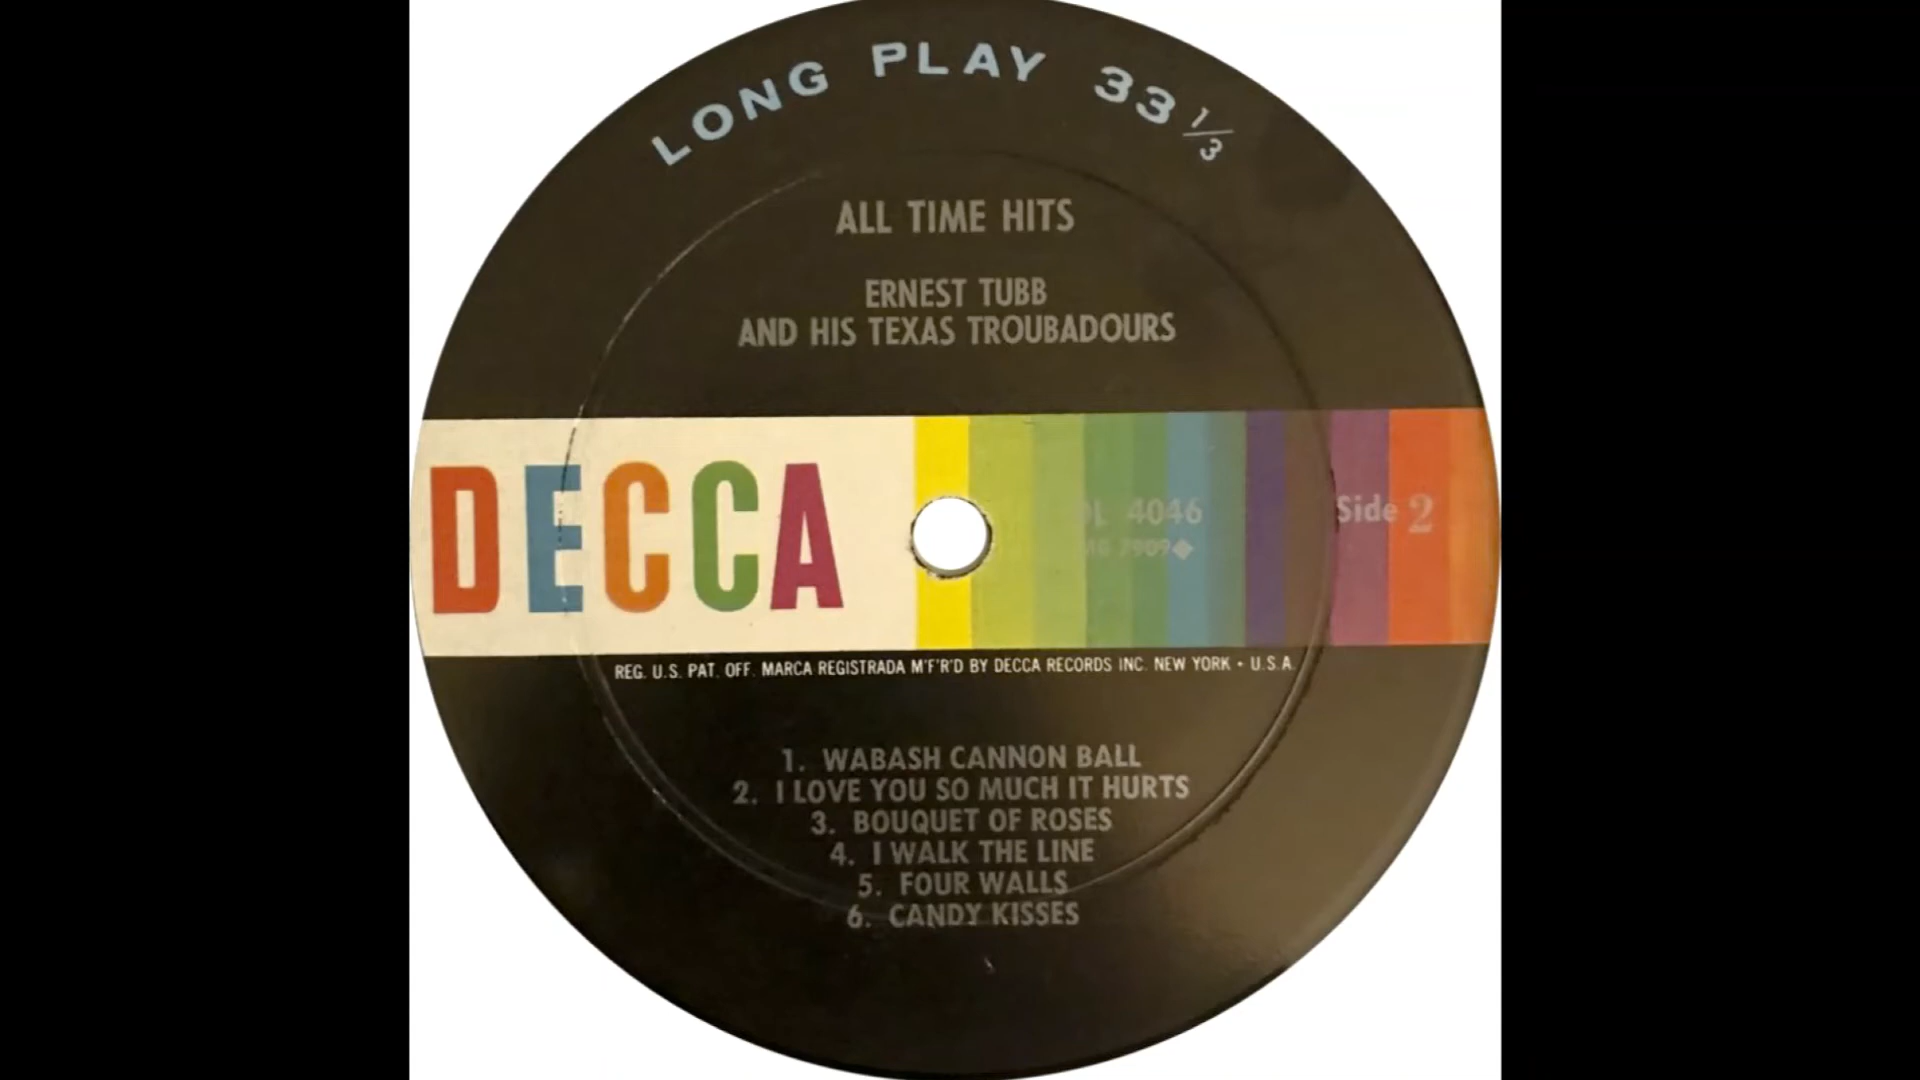 LONG PLAY 33 1/3
ALL TIME HITS
ERNEST TUBB
AND HIS TEXAS TROUBADOURS
DECCA
DL 4046
Side 2
MG 7909◆
REG. U.S. PAT. OFF. MARCA REGISTRADA M'F'R'D BY DECCA RECORDS INC. NEW YORK • U.S.A.
1. WABASH CANNON BALL
2. I LOVE YOU SO MUCH IT HURTS
3. BOUQUET OF ROSES
4. I WALK THE LINE
5. FOUR WALLS
6. CANDY KISSES